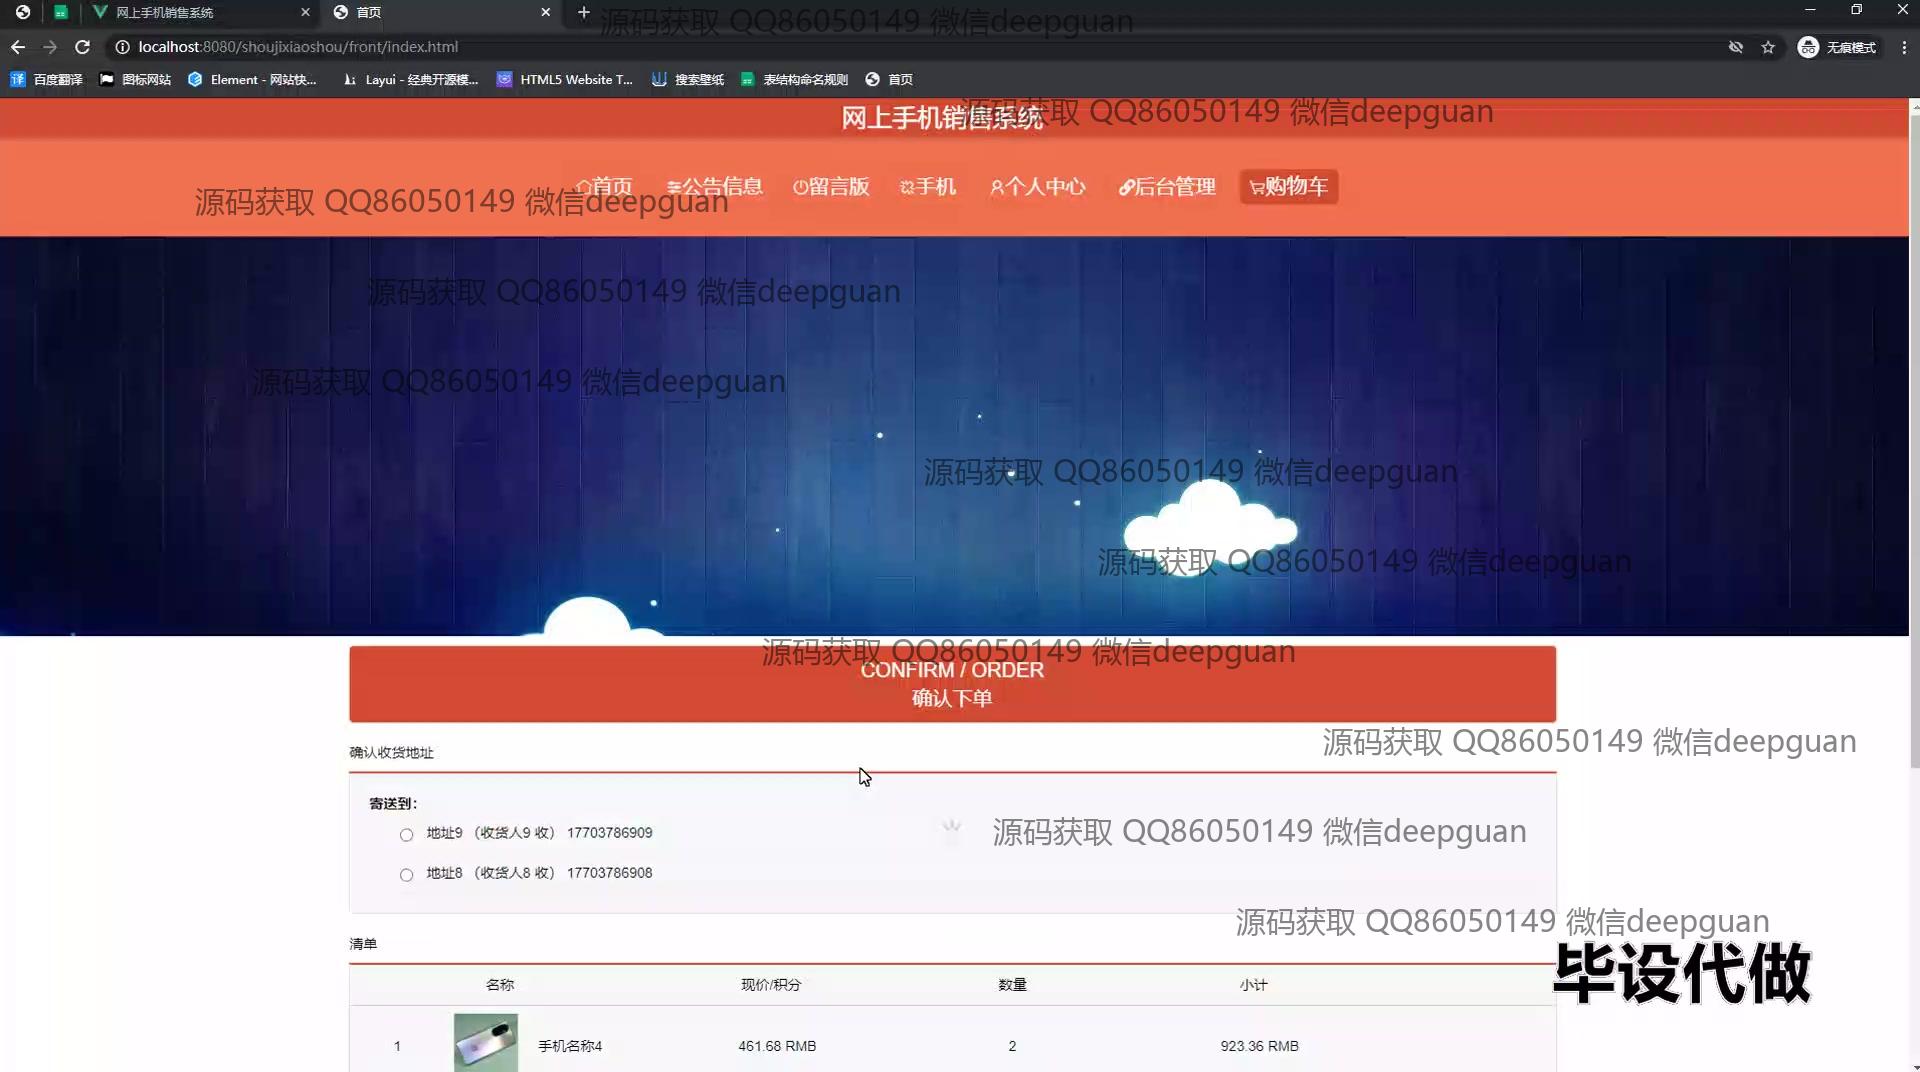 网上手机销售系统
首页
源码获取 QQ86050149 微信deepguan
localhost:8080/shoujixiaoshou/front/index.html
无痕模式
百度翻译
图标网站
Element - 网站快...
Layui - 经典开源模...
HTML5 Website T...
搜索壁纸
表结构命名规则
首页
网上手机销售系统
源码获取 QQ86050149 微信deepguan
首页
公告信息
留言版
手机
个人中心
后台管理
购物车
源码获取 QQ86050149 微信deepguan
源码获取 QQ86050149 微信deepguan
源码获取 QQ86050149 微信deepguan
源码获取 QQ86050149 微信deepguan
源码获取 QQ86050149 微信deepguan
源码获取 QQ86050149 微信deepguan
CONFIRM / ORDER
确认下单
源码获取 QQ86050149 微信deepguan
确认收货地址
寄送到：
地址9 （收货人9 收） 17703786909
源码获取 QQ86050149 微信deepguan
地址8 （收货人8 收） 17703786908
源码获取 QQ86050149 微信deepguan
清单
毕设代做
名称 现价/积分 数量 小计
1 手机名称4 461.68 RMB 2 923.36 RMB